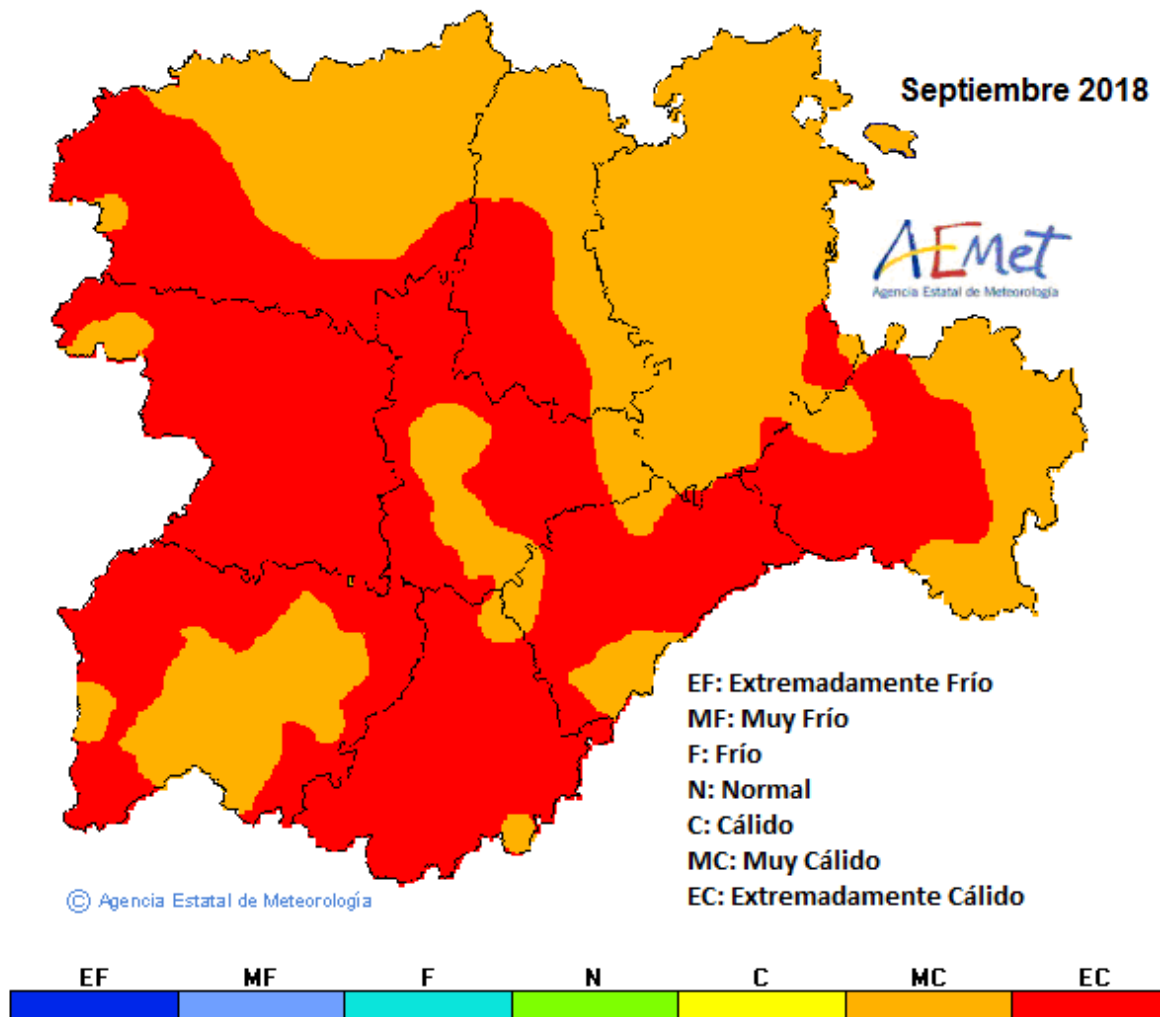 Septiembre 2018
AEMet
Agencia Estatal de Meteorología
EF: Extremadamente Frío
MF: Muy Frío
F: Frío
N: Normal
C: Cálido
MC: Muy Cálido
EC: Extremadamente Cálido
© Agencia Estatal de Meteorología
EF MF F N C MC EC